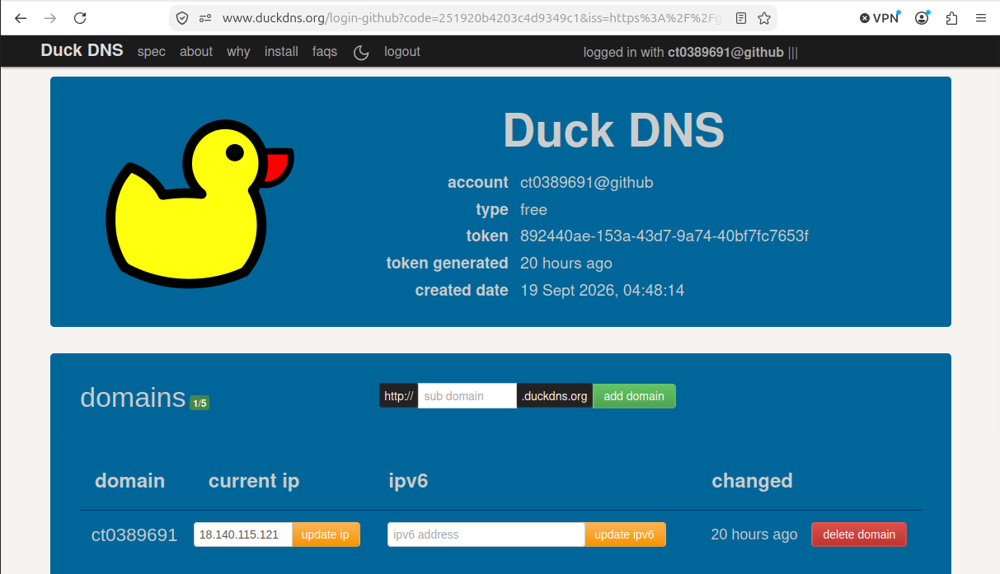 www.duckdns.org/login-github?code=251920b4203c4d9349c1&iss=https%3A%2F%2Fg
VPN
Duck DNS spec about why install faqs logout logged in with ct0389691@github |||
Duck DNS
account ct0389691@github
type free
token 892440ae-153a-43d7-9a74-40bf7fc7653f
token generated 20 hours ago
created date 19 Sept 2026, 04:48:14
domains 1/5 http:// sub domain .duckdns.org add domain
domain current ip ipv6 changed
ct0389691 18.140.115.121 update ip ipv6 address update ipv6 20 hours ago delete domain